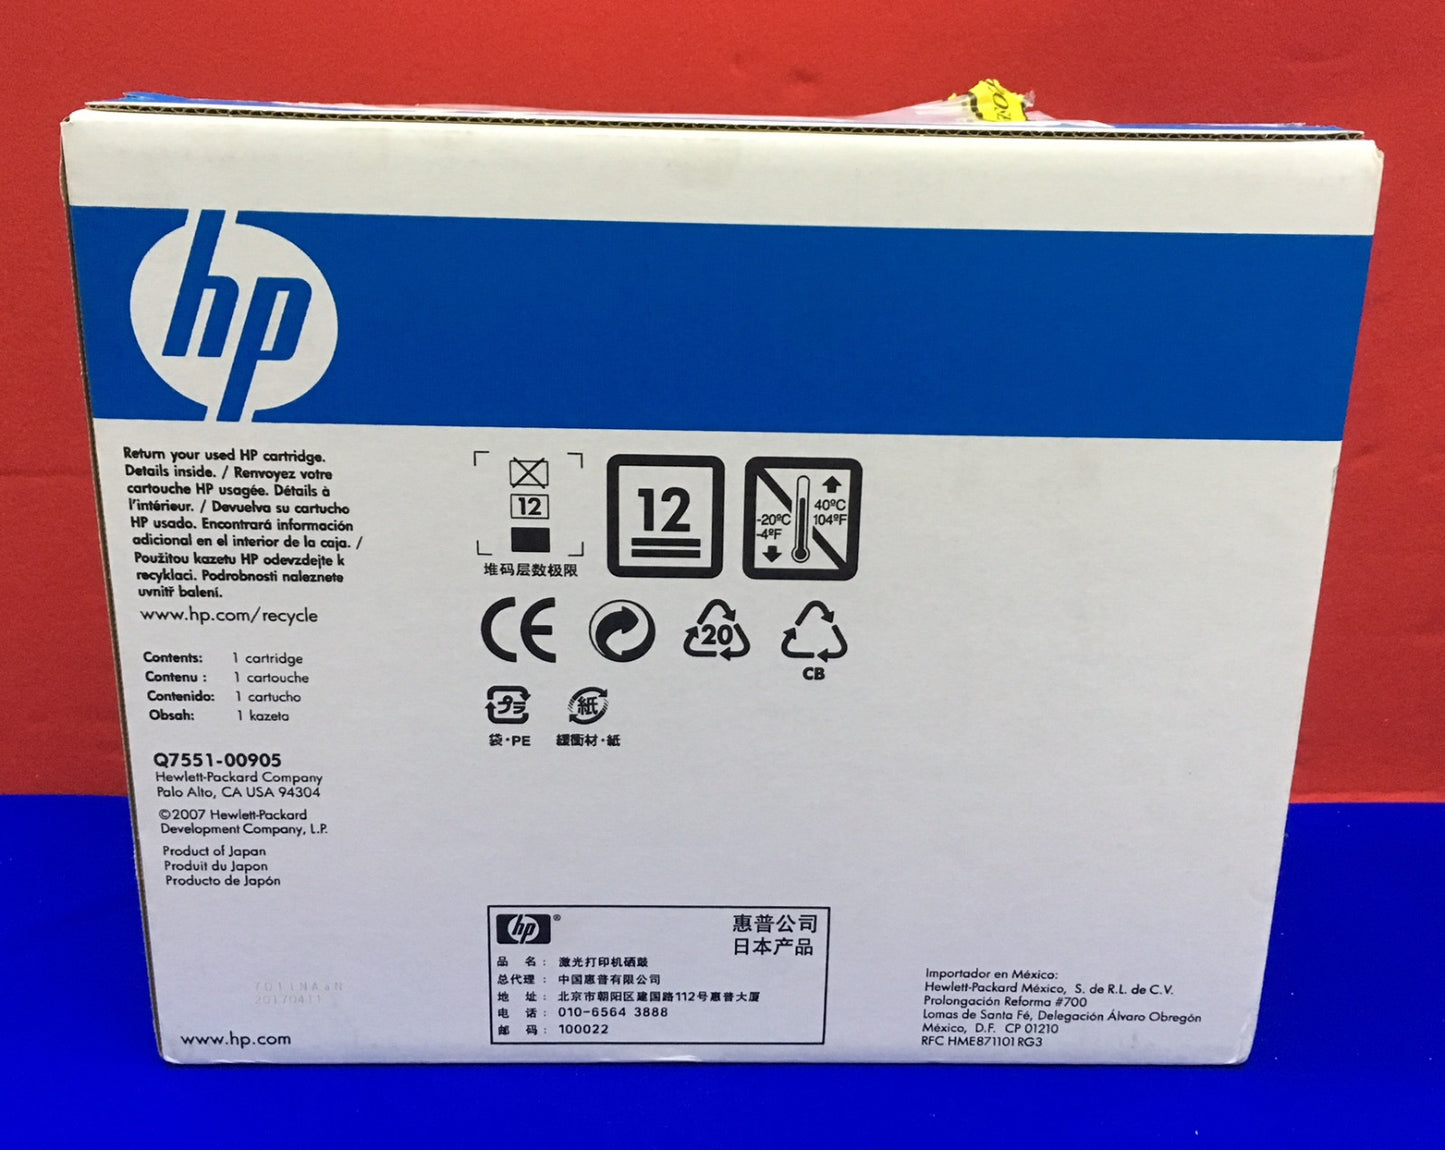 hp
Return your used HP cartridge.
Details inside. / Renvoyez votre
cartouche HP usagée. Détails à
l'intérieur. / Devuelva su cartucho
HP usado. Encontrará información
adicional en el interior de la caja. /
Použitou kazetu HP odevzdejte k
recyklaci. Podrobnosti naleznete
uvnitř balení.
www.hp.com/recycle
Contents: 1 cartridge
Contenu : 1 cartouche
Contenido: 1 cartucho
Obsah: 1 kazeta
Q7551-00905
Hewlett-Packard Company
Palo Alto, CA USA 94304
©2007 Hewlett-Packard
Development Company, L.P.
Product of Japan
Produit du Japon
Producto de Japón
20170411
www.hp.com
12
堆码层数极限
12
-20ºC
-4ºF
40ºC
104ºF
CE
20
CB
プラ
袋・PE
紙
緩衝材・紙
hp®
惠普公司
日本产品
品 名： 激光打印机硒鼓
总代理： 中国惠普有限公司
地 址： 北京市朝阳区建国路112号惠普大厦
电 话： 010-6564 3888
邮 码： 100022
Importador en México:
Hewlett-Packard México, S. de R.L. de C.V.
Prolongación Reforma #700
Lomas de Santa Fé, Delegación Álvaro Obregón
México, D.F. CP 01210
RFC HME871101RG3